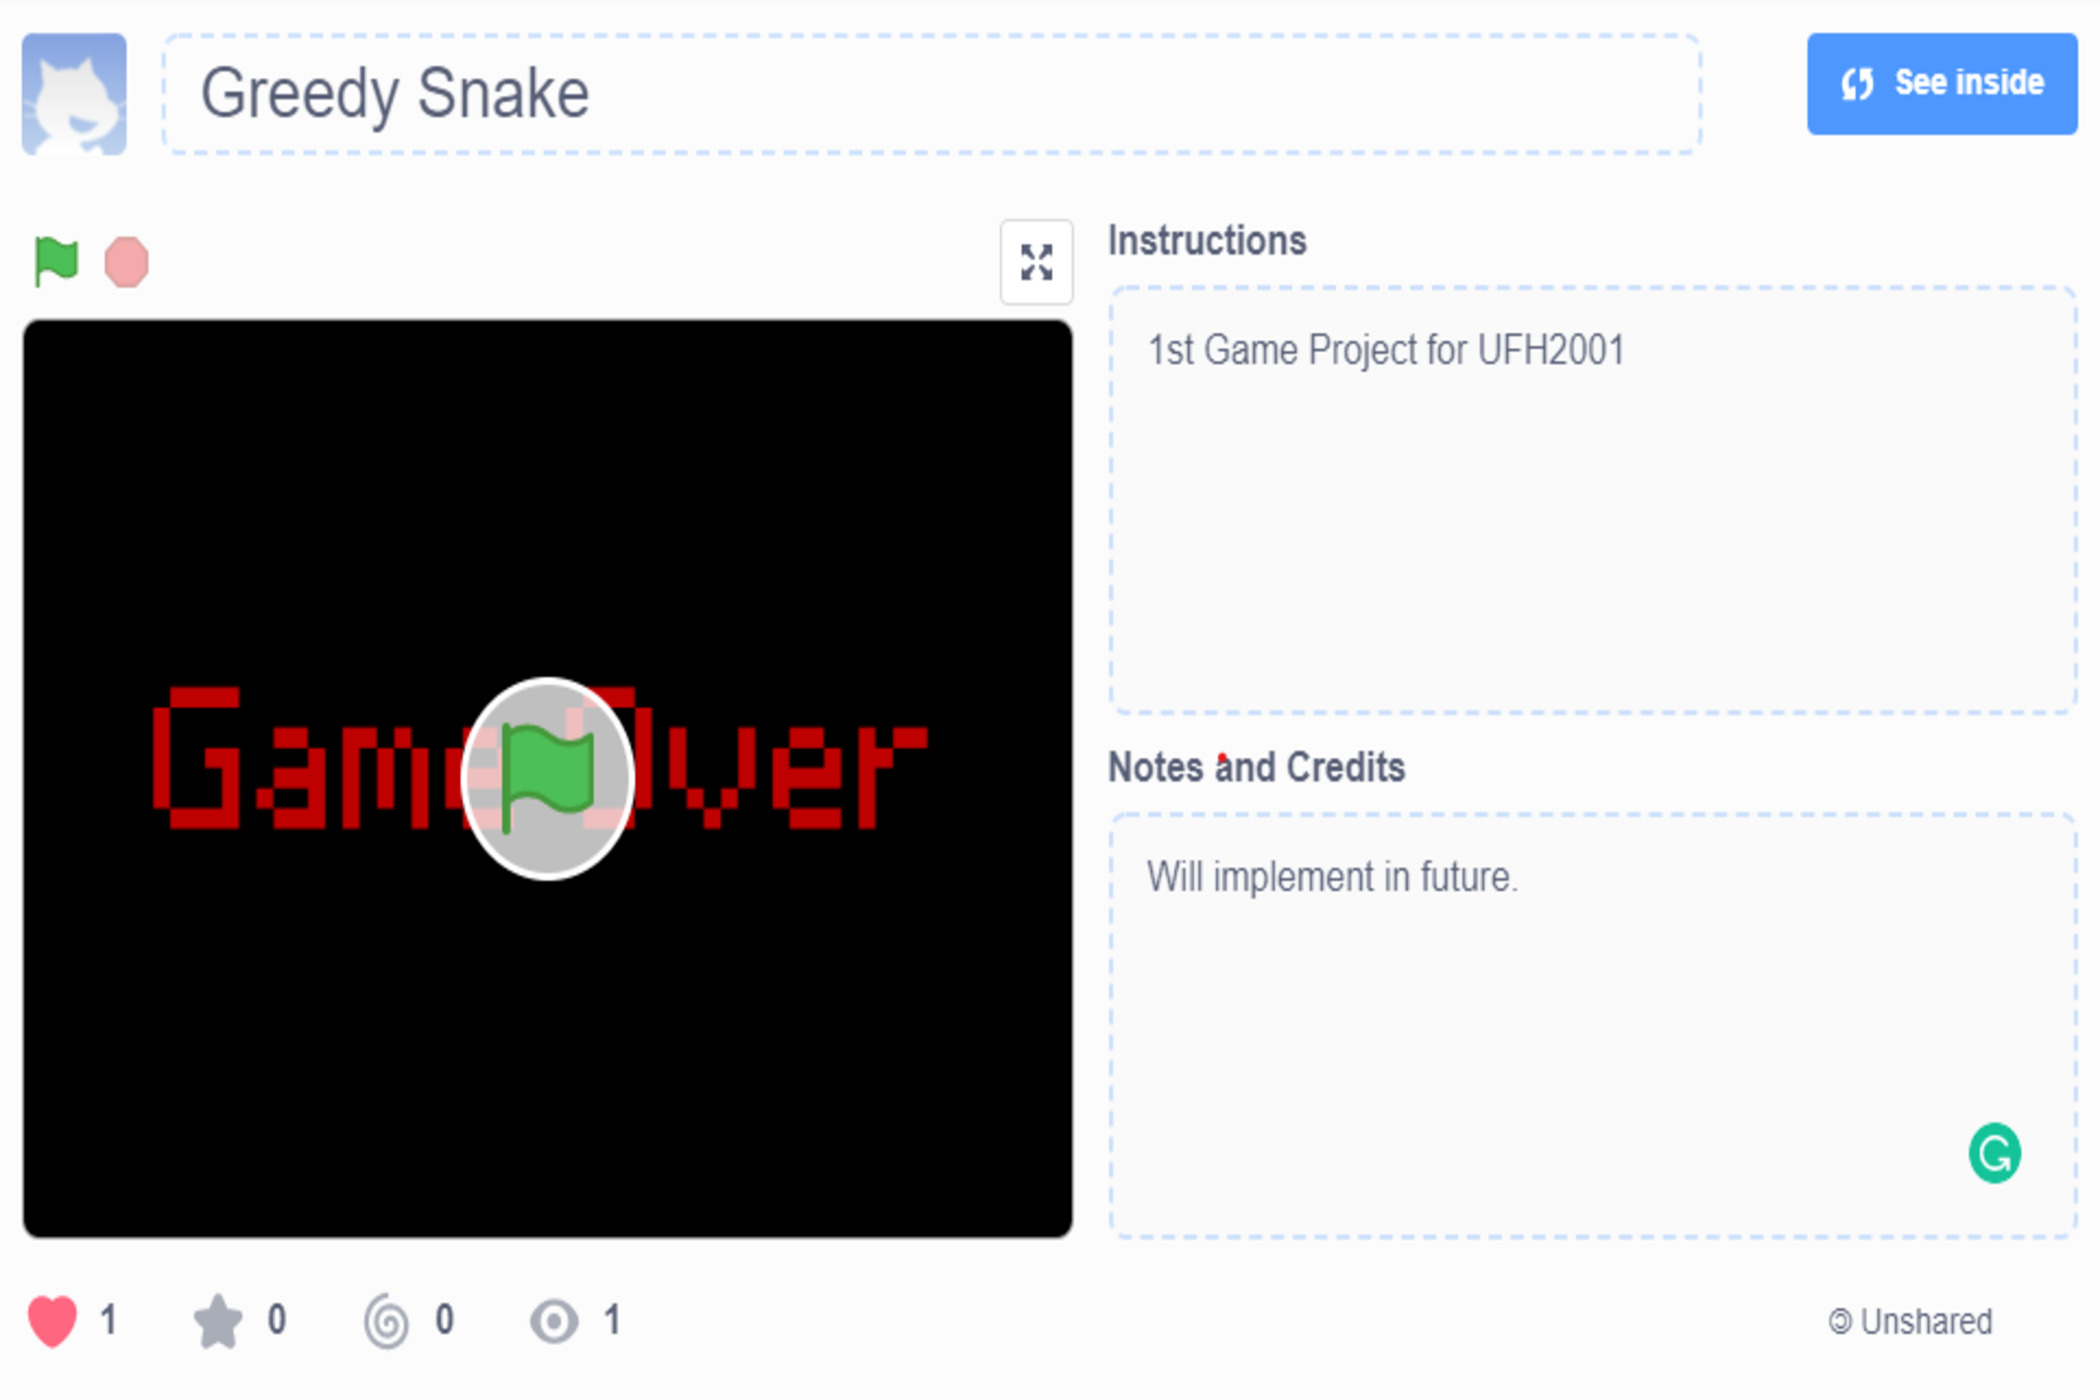 Greedy Snake
See inside
Instructions
1st Game Project for UFH2001
Game Over
Notes and Credits
Will implement in future.
G
1
0
0
1
© Unshared